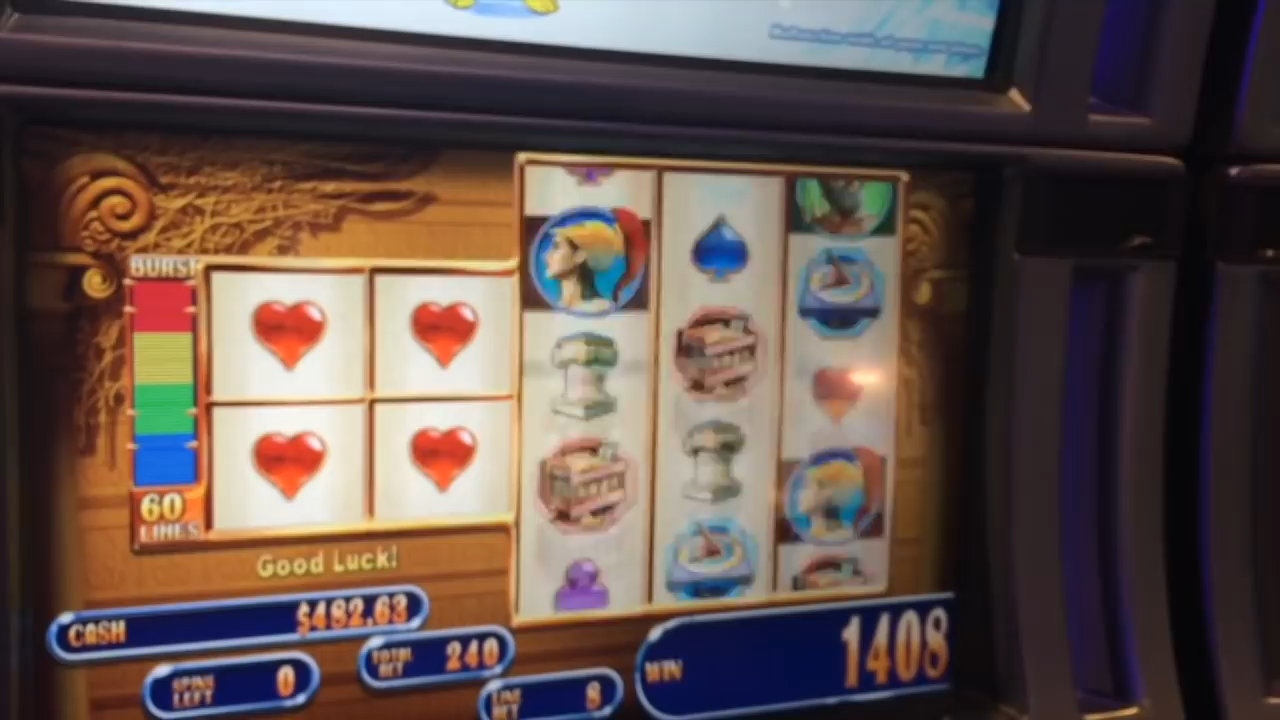 BURST
60
LINES
Good Luck!
CASH $482.63
TOTAL BET 240
SPINS LEFT 0
LINE BET 8
WIN 1408